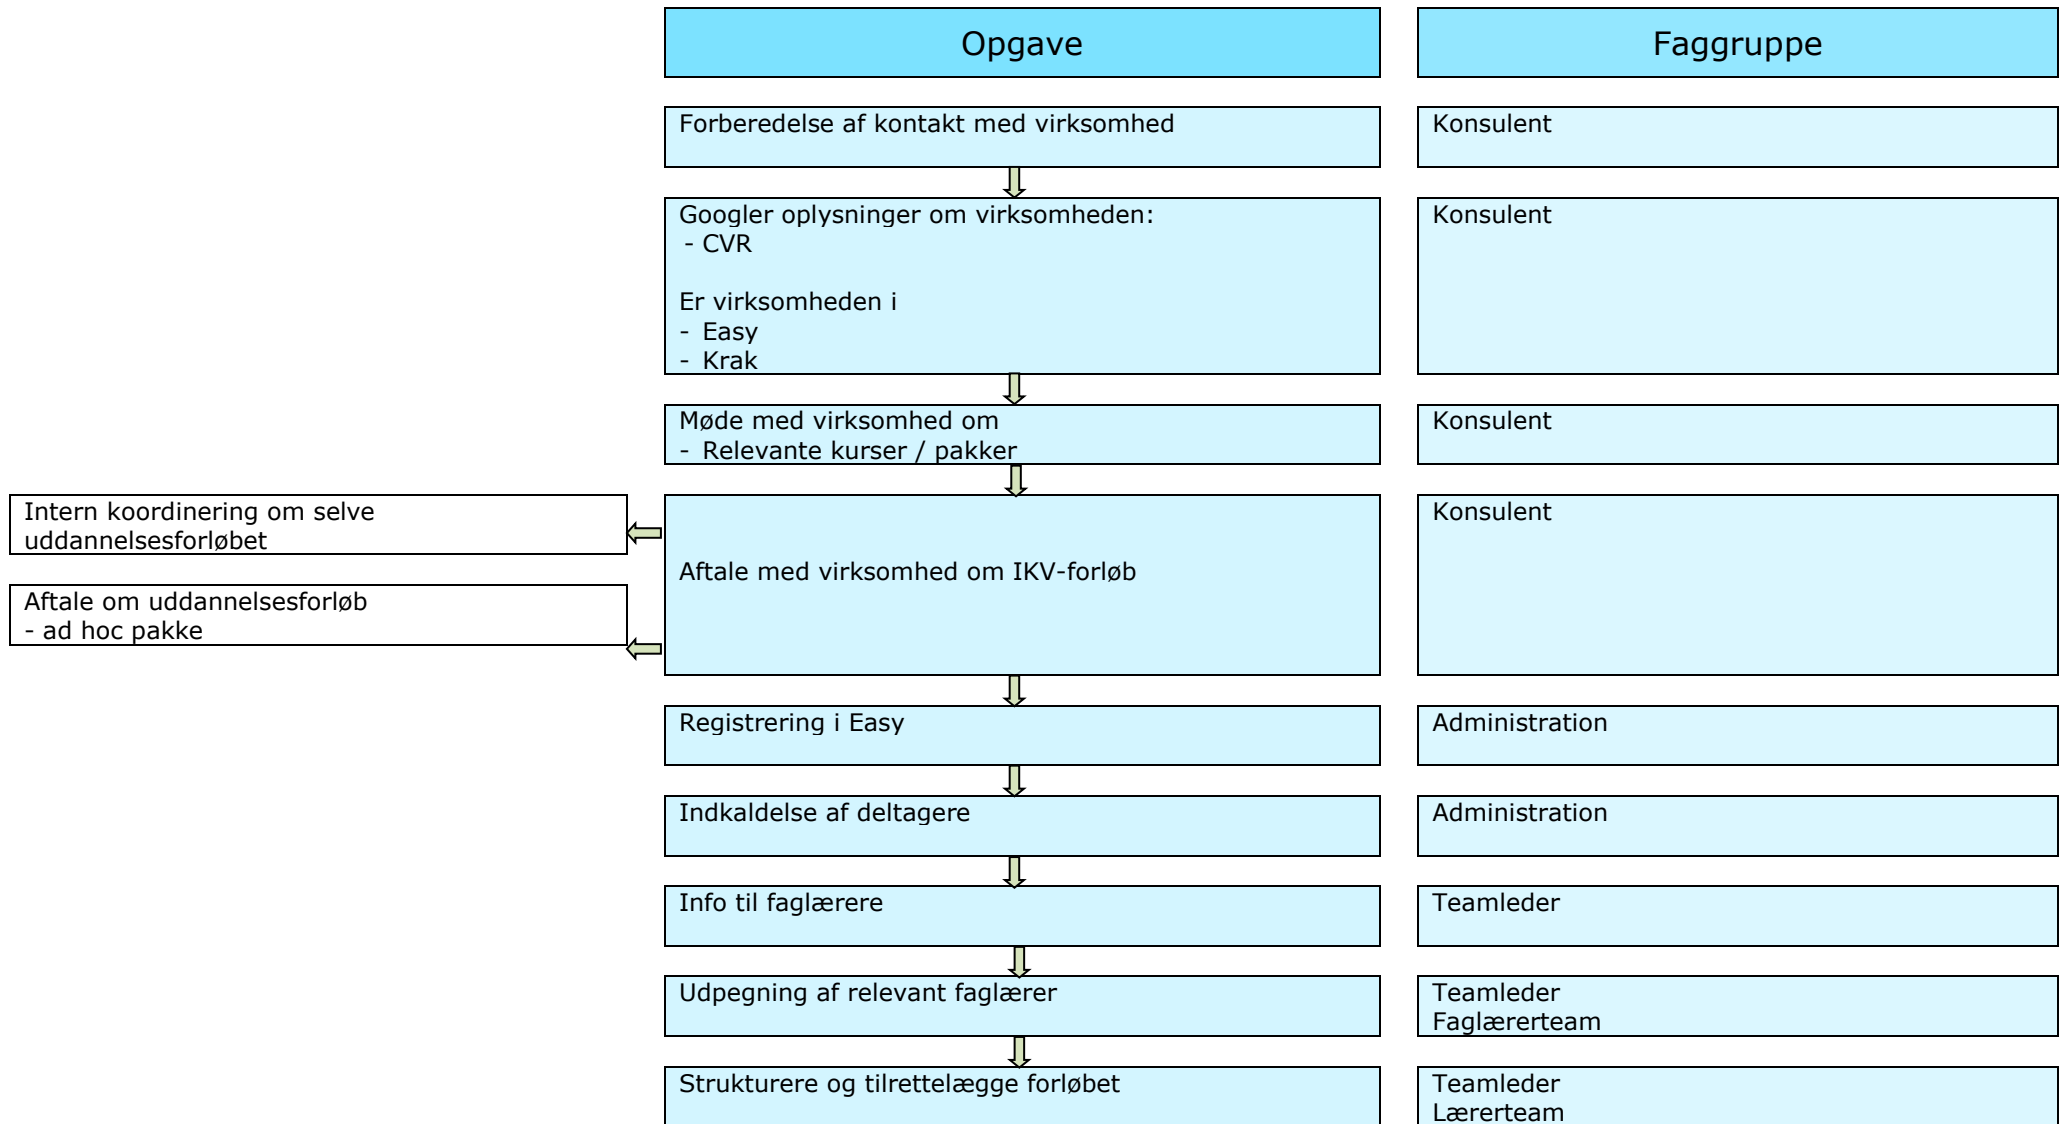 Opgave
Faggruppe
Forberedelse af kontakt med virksomhed
Konsulent
Googler oplysninger om virksomheden:
- CVR
Er virksomheden i
- Easy
- Krak
Konsulent
Møde med virksomhed om
- Relevante kurser / pakker
Konsulent
Intern koordinering om selve
uddannelsesforløbet
Aftale om uddannelsesforløb
- ad hoc pakke
Aftale med virksomhed om IKV-forløb
Konsulent
Registrering i Easy
Administration
Indkaldelse af deltagere
Administration
Info til faglærere
Teamleder
Udpegning af relevant faglærer
Teamleder
Faglærerteam
Strukturere og tilrettelægge forløbet
Teamleder
Lærerteam